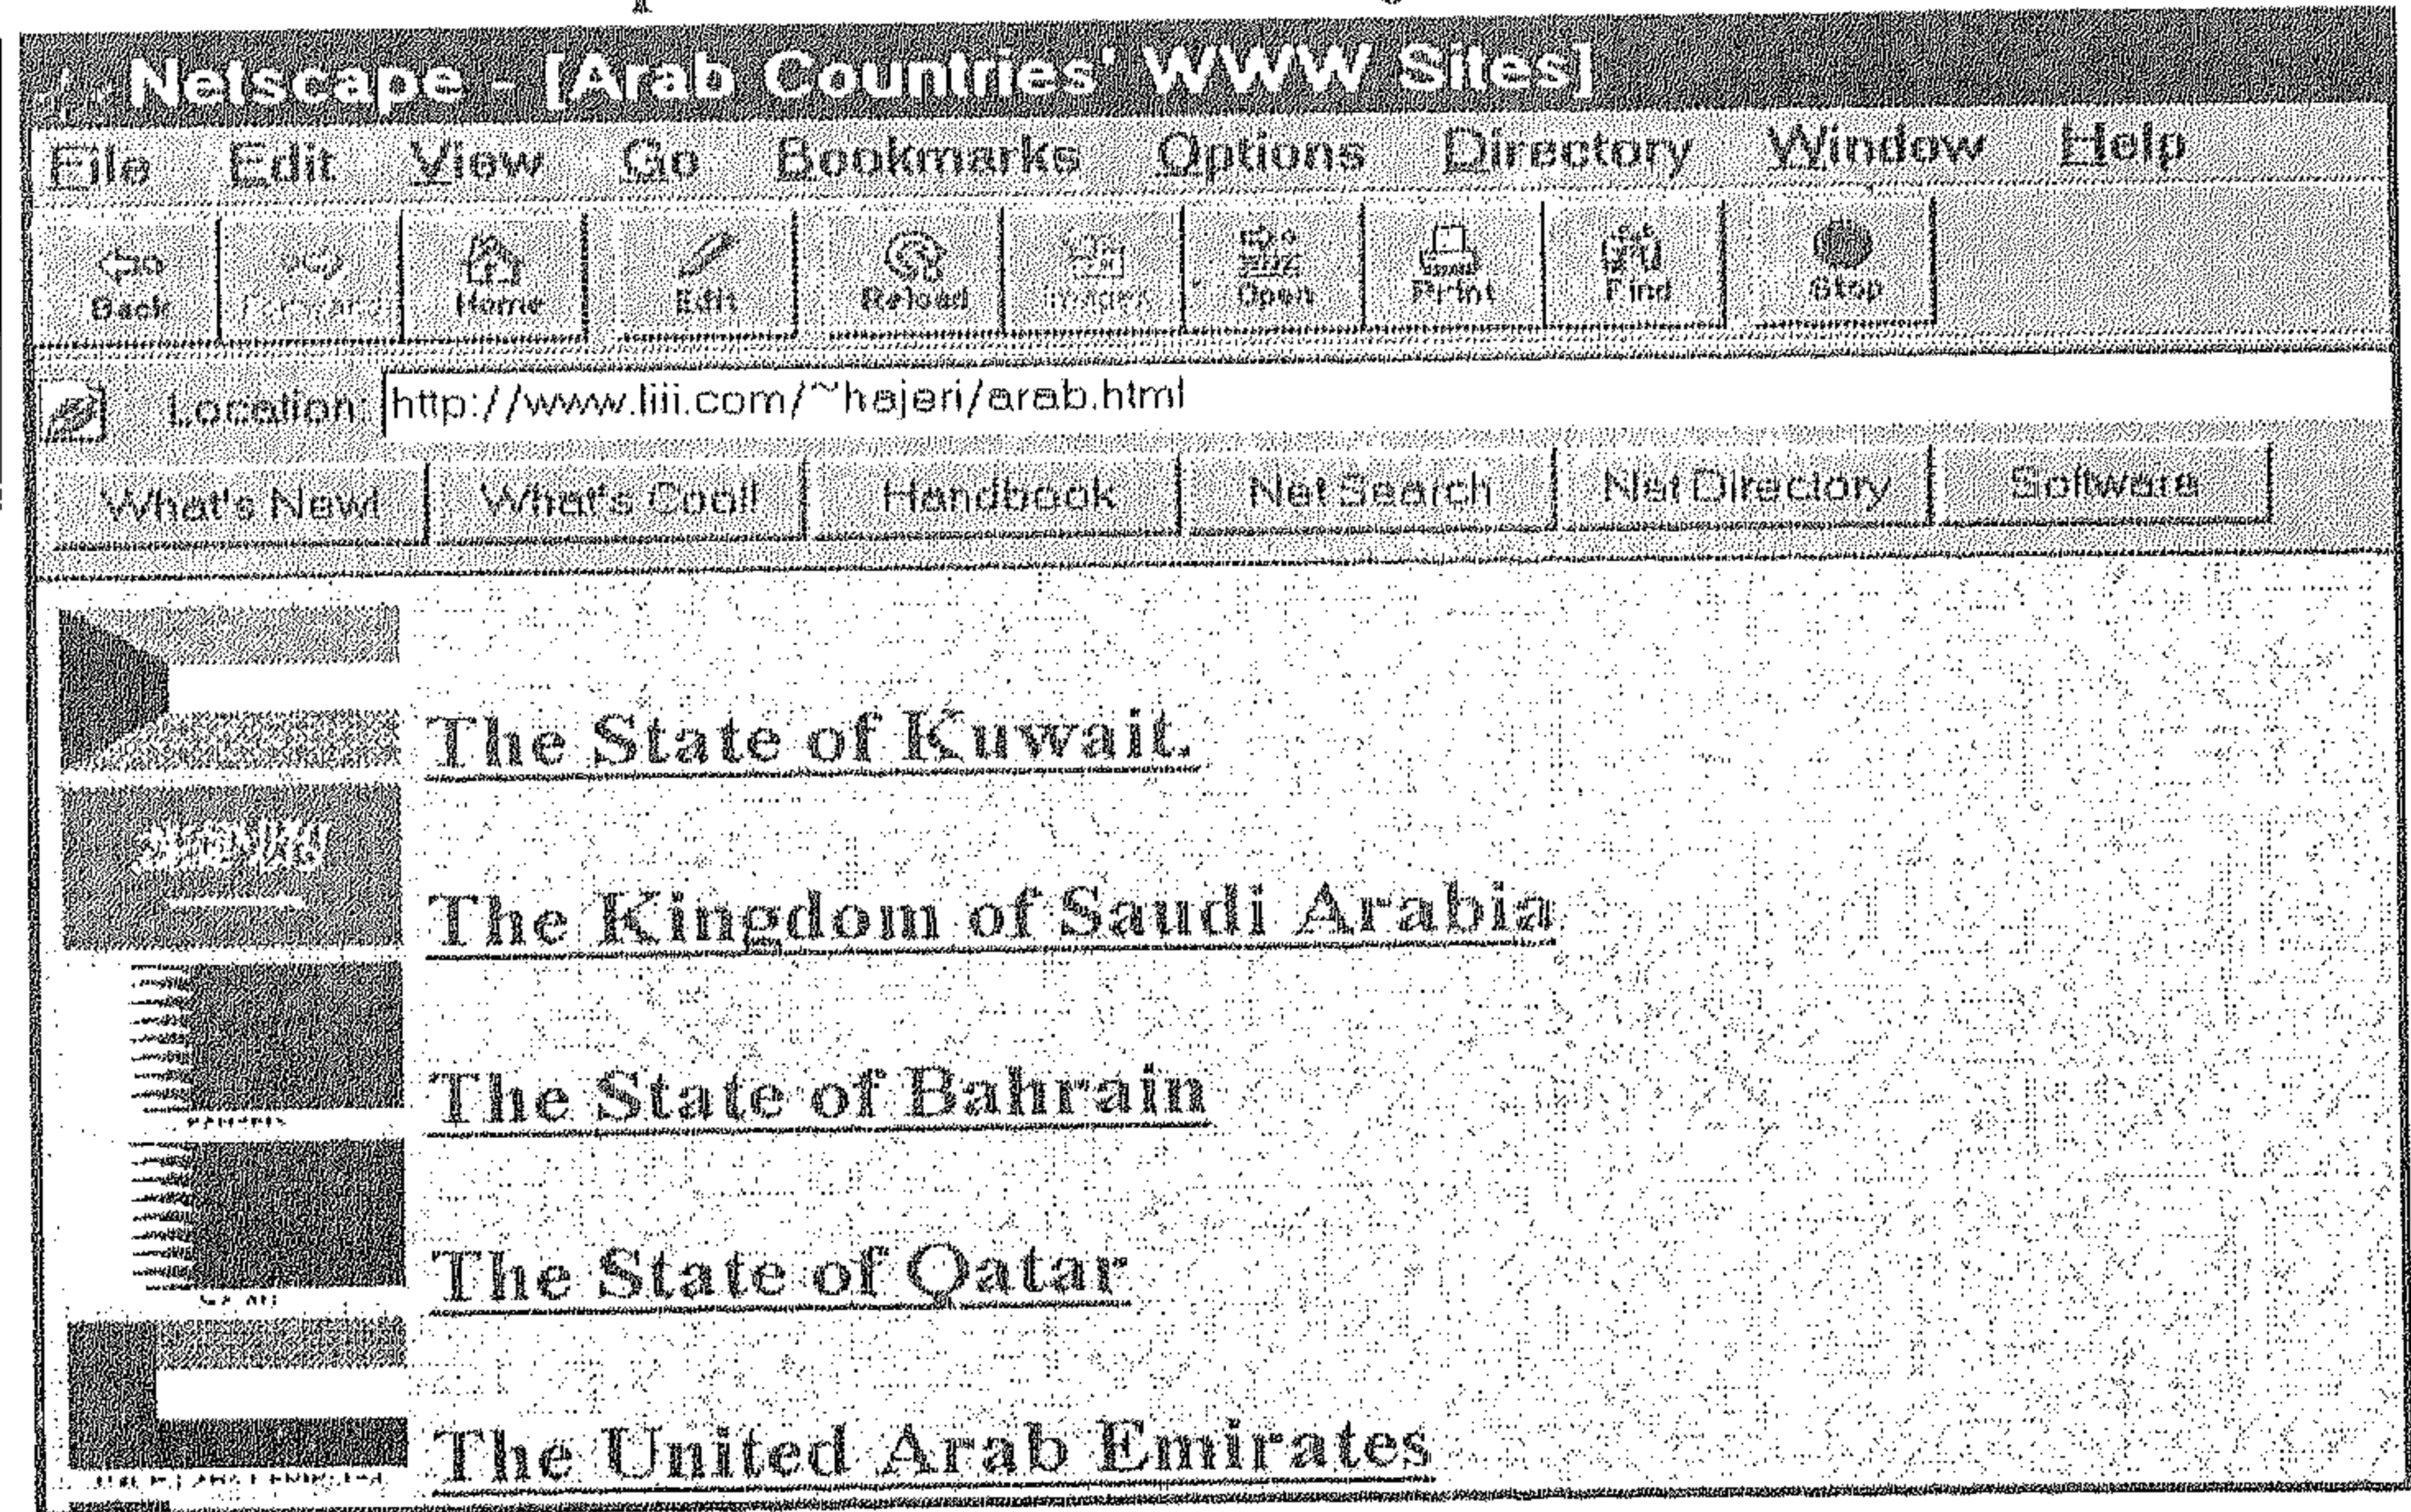 Netscape - [Arab Countries' WWW Sites]
File Edit View Go Bookmarks Options Directory Window Help
Back Forward Home Edit Reload Images Open Print Find Stop
Location: http://www.liii.com/~hajeri/arab.html
What's New! What's Cool! Handbook Net Search Net Directory Software
The State of Kuwait.
The Kingdom of Saudi Arabia
The State of Bahrain
The State of Qatar
The United Arab Emirates